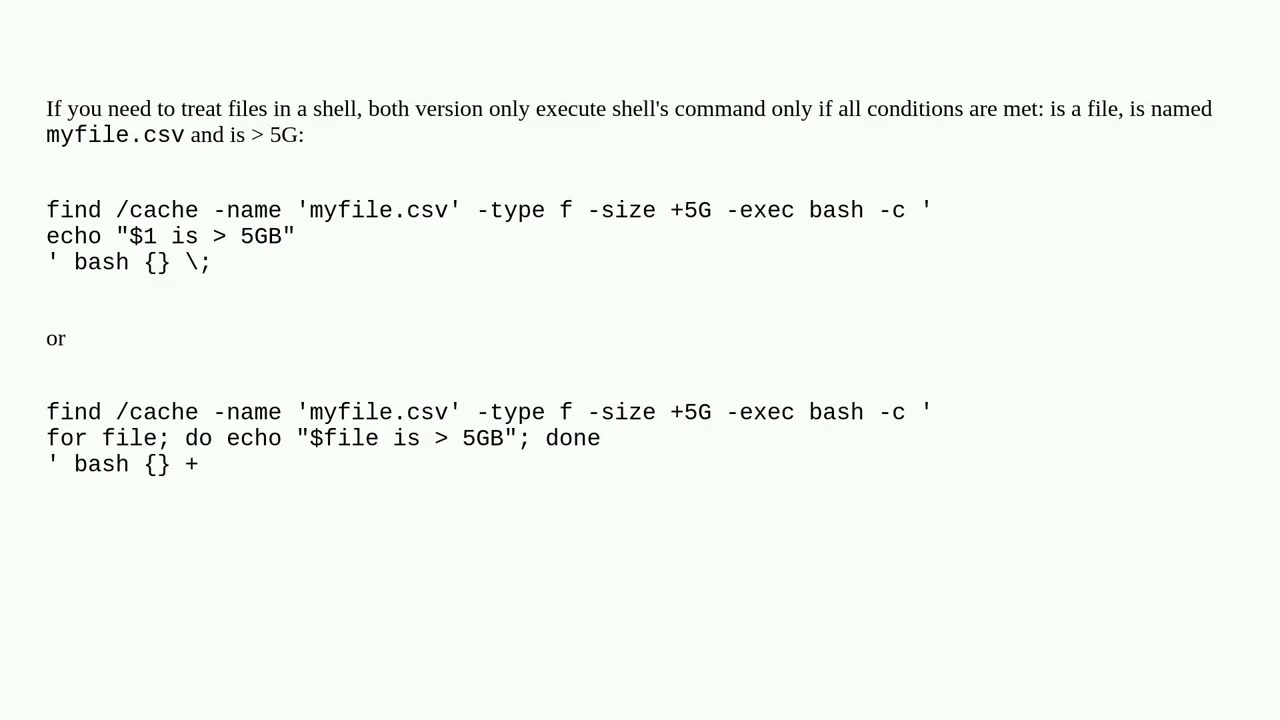 If you need to treat files in a shell, both version only execute shell's command only if all conditions are met: is a file, is named
myfile.csv and is > 5G:
find /cache -name 'myfile.csv' -type f -size +5G -exec bash -c '
echo "$1 is > 5GB"
' bash {} \;
or
find /cache -name 'myfile.csv' -type f -size +5G -exec bash -c '
for file; do echo "$file is > 5GB"; done
' bash {} +